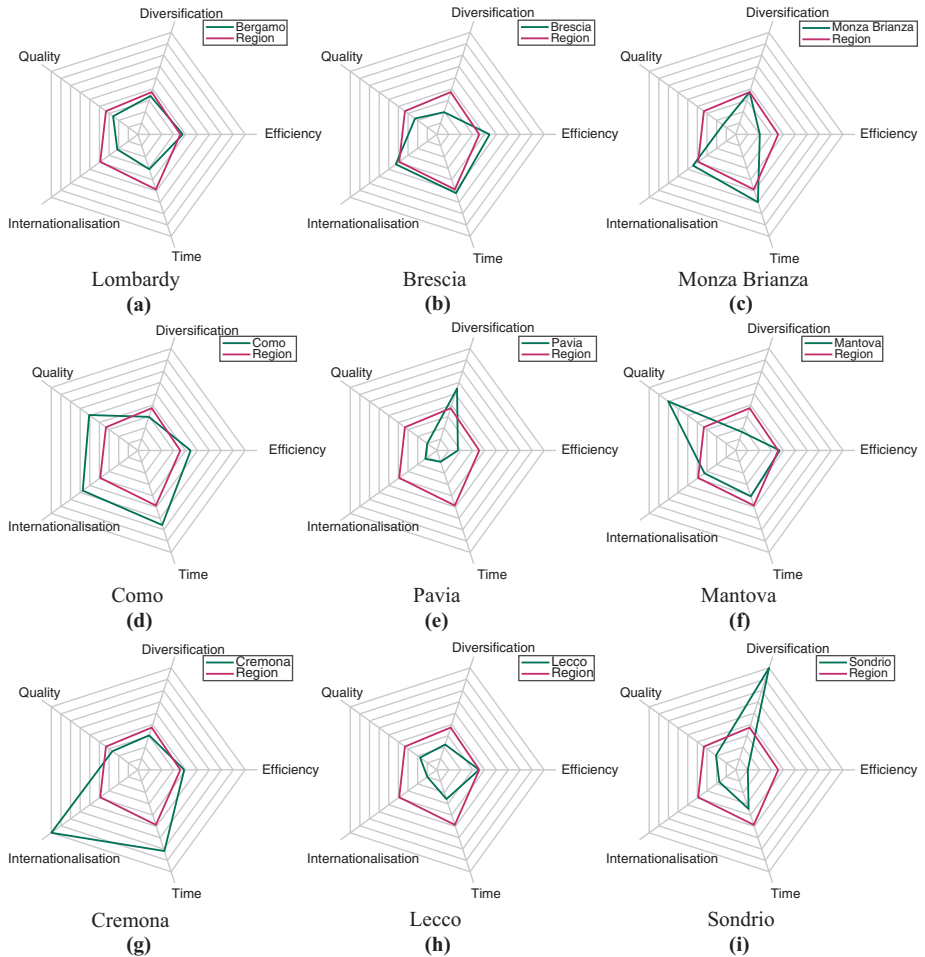 Diversification
Bergamo
Region
Quality
Efficiency
Internationalisation
Time
Lombardy
(a)
Diversification
Brescia
Region
Quality
Efficiency
Internationalisation
Time
Brescia
(b)
Diversification
Monza Brianza
Region
Quality
Efficiency
Internationalisation
Time
Monza Brianza
(c)
Diversification
Como
Region
Quality
Efficiency
Internationalisation
Time
Como
(d)
Diversification
Pavia
Region
Quality
Efficiency
Internationalisation
Time
Pavia
(e)
Diversification
Mantova
Region
Quality
Efficiency
Internationalisation
Time
Mantova
(f)
Diversification
Cremona
Region
Quality
Efficiency
Internationalisation
Time
Cremona
(g)
Diversification
Lecco
Region
Quality
Efficiency
Internationalisation
Time
Lecco
(h)
Diversification
Sondrio
Region
Quality
Efficiency
Internationalisation
Time
Sondrio
(i)